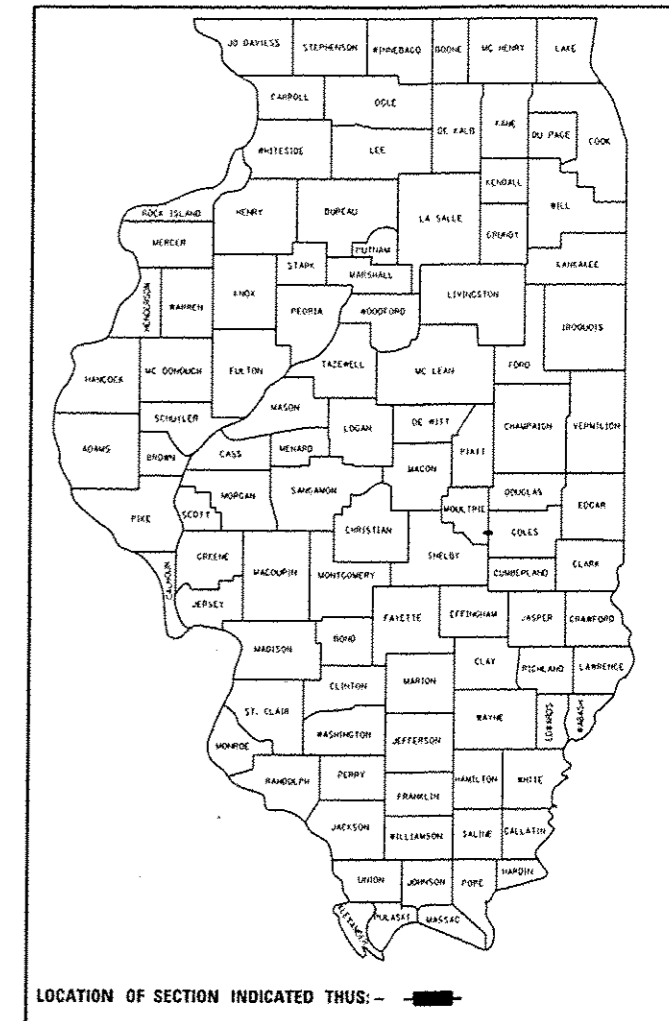 JO DAVIESS STEPHENSON WINNEBAGO BOONE MC HENRY LAKE
CARROLL OGLE DE KALB KANE DU PAGE COOK
WHITESIDE LEE
KENDALL
ROCK ISLAND HENRY BUREAU LA SALLE WILL
MERCER PUTNAM GRUNDY
STARK MARSHALL KANKAKEE
HENDERSON WARREN KNOX PEORIA WOODFORD LIVINGSTON
IROQUOIS
HANCOCK MC DONOUGH FULTON TAZEWELL MC LEAN FORD
MASON
SCHUYLER LOGAN DE WITT CHAMPAIGN VERMILION
ADAMS BROWN CASS MENARD MACON PIATT
PIKE SCOTT MORGAN SANGAMON MOULTRIE DOUGLAS EDGAR
CHRISTIAN COLES
GREENE SHELBY
CALHOUN MACOUPIN MONTGOMERY CUMBERLAND CLARK
JERSEY FAYETTE EFFINGHAM JASPER CRAWFORD
MADISON BOND
CLAY RICHLAND LAWRENCE
CLINTON MARION
ST. CLAIR WAYNE EDWARDS WABASH
MONROE WASHINGTON JEFFERSON
RANDOLPH PERRY HAMILTON WHITE
FRANKLIN
JACKSON WILLIAMSON SALINE GALLATIN
UNION JOHNSON POPE HARDIN
ALEXANDER PULASKI MASSAC
LOCATION OF SECTION INDICATED THUS: -